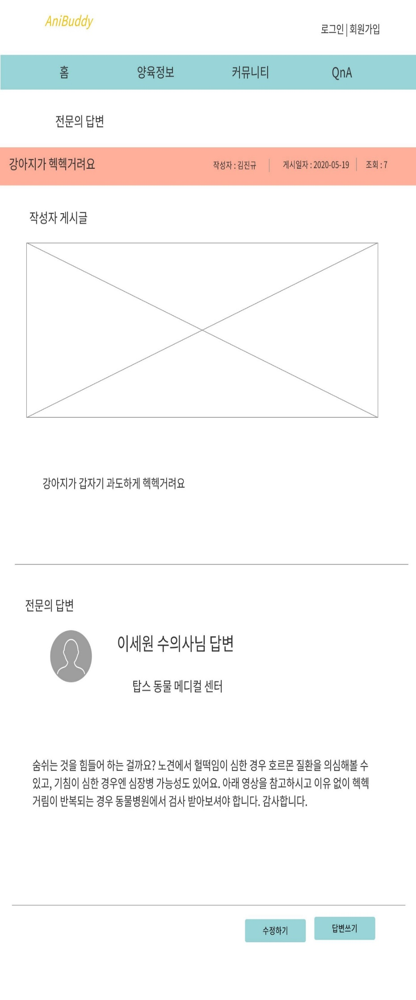 AniBuddy
로그인 | 회원가입
홈 양육정보 커뮤니티 QnA
전문의 답변
강아지가 헥헥거려요 작성자 : 김진규 게시일자 : 2020-05-19 조회 : 7
작성자 게시글
강아지가 갑자기 과도하게 헥헥거려요
전문의 답변
이세원 수의사님 답변
탑스 동물 메디컬 센터
숨쉬는 것을 힘들어 하는 걸까요? 노견에서 헐떡임이 심한 경우 호르몬 질환을 의심해볼 수
있고, 기침이 심한 경우엔 심장병 가능성도 있어요. 아래 영상을 참고하시고 이유 없이 헥헥
거림이 반복되는 경우 동물병원에서 검사 받아보셔야 합니다. 감사합니다.
수정하기 답변쓰기